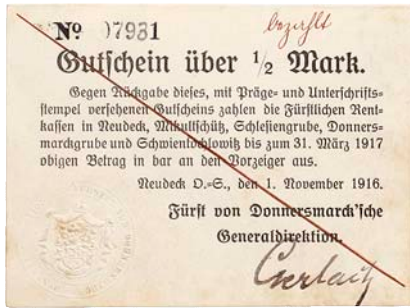 bezahlt
Nº 07931
Gutschein über 1/2 Mark.
Gegen Rückgabe dieses, mit Präge- und Unterschrifts-
stempel versehenen Gutscheins zahlen die Fürstlichen Rent-
kassen in Neudeck, Mikultschütz, Schlesiengrube, Donners-
marckgrube und Schwientochlowitz bis zum 31. März 1917
obigen Betrag in bar an den Vorzeiger aus.
Neudeck O.-S., den 1. November 1916.
Fürst von Donnersmarck'sche
Generaldirektion.
Gerlach